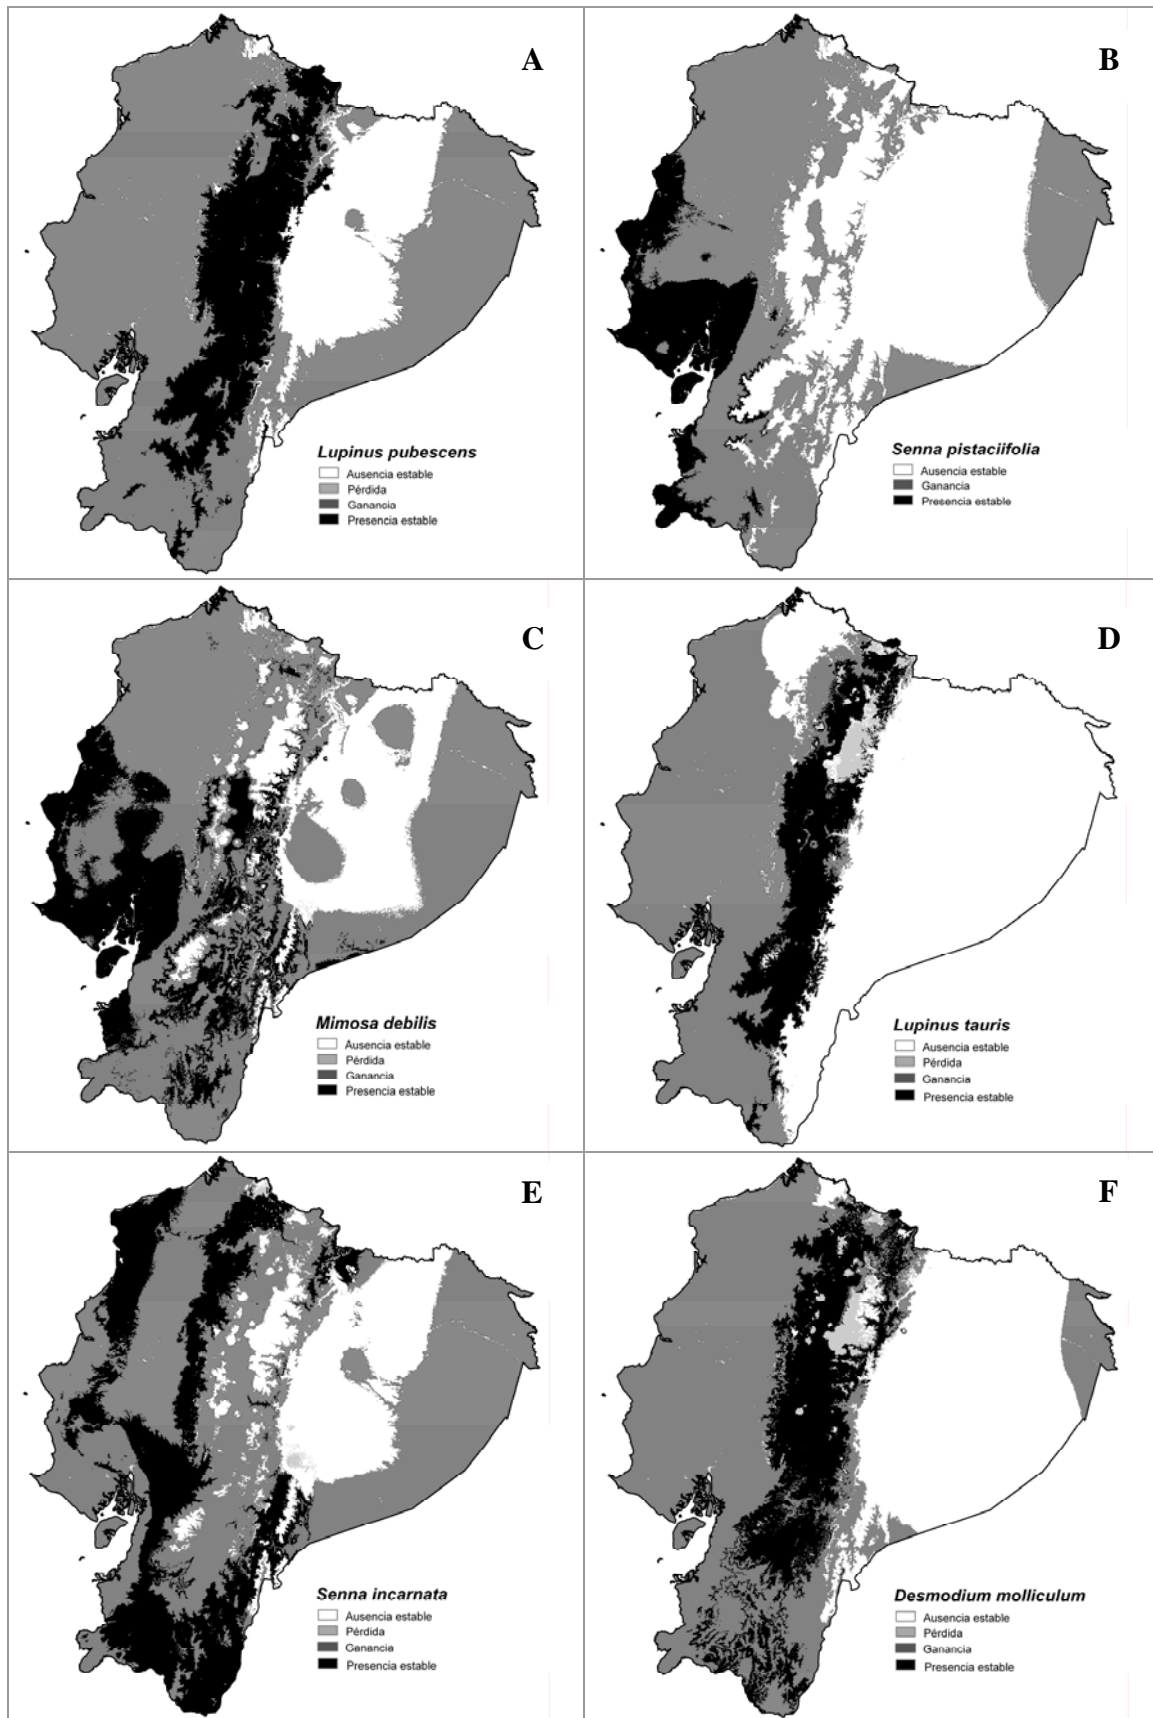 A
Lupinus pubescens
Ausencia estable
Pérdida
Ganancia
Presencia estable
B
Senna pistaciifolia
Ausencia estable
Ganancia
Presencia estable
C
Mimosa debilis
Ausencia estable
Pérdida
Ganancia
Presencia estable
D
Lupinus tauris
Ausencia estable
Pérdida
Ganancia
Presencia estable
E
Senna incarnata
Ausencia estable
Pérdida
Ganancia
Presencia estable
F
Desmodium molliculum
Ausencia estable
Pérdida
Ganancia
Presencia estable